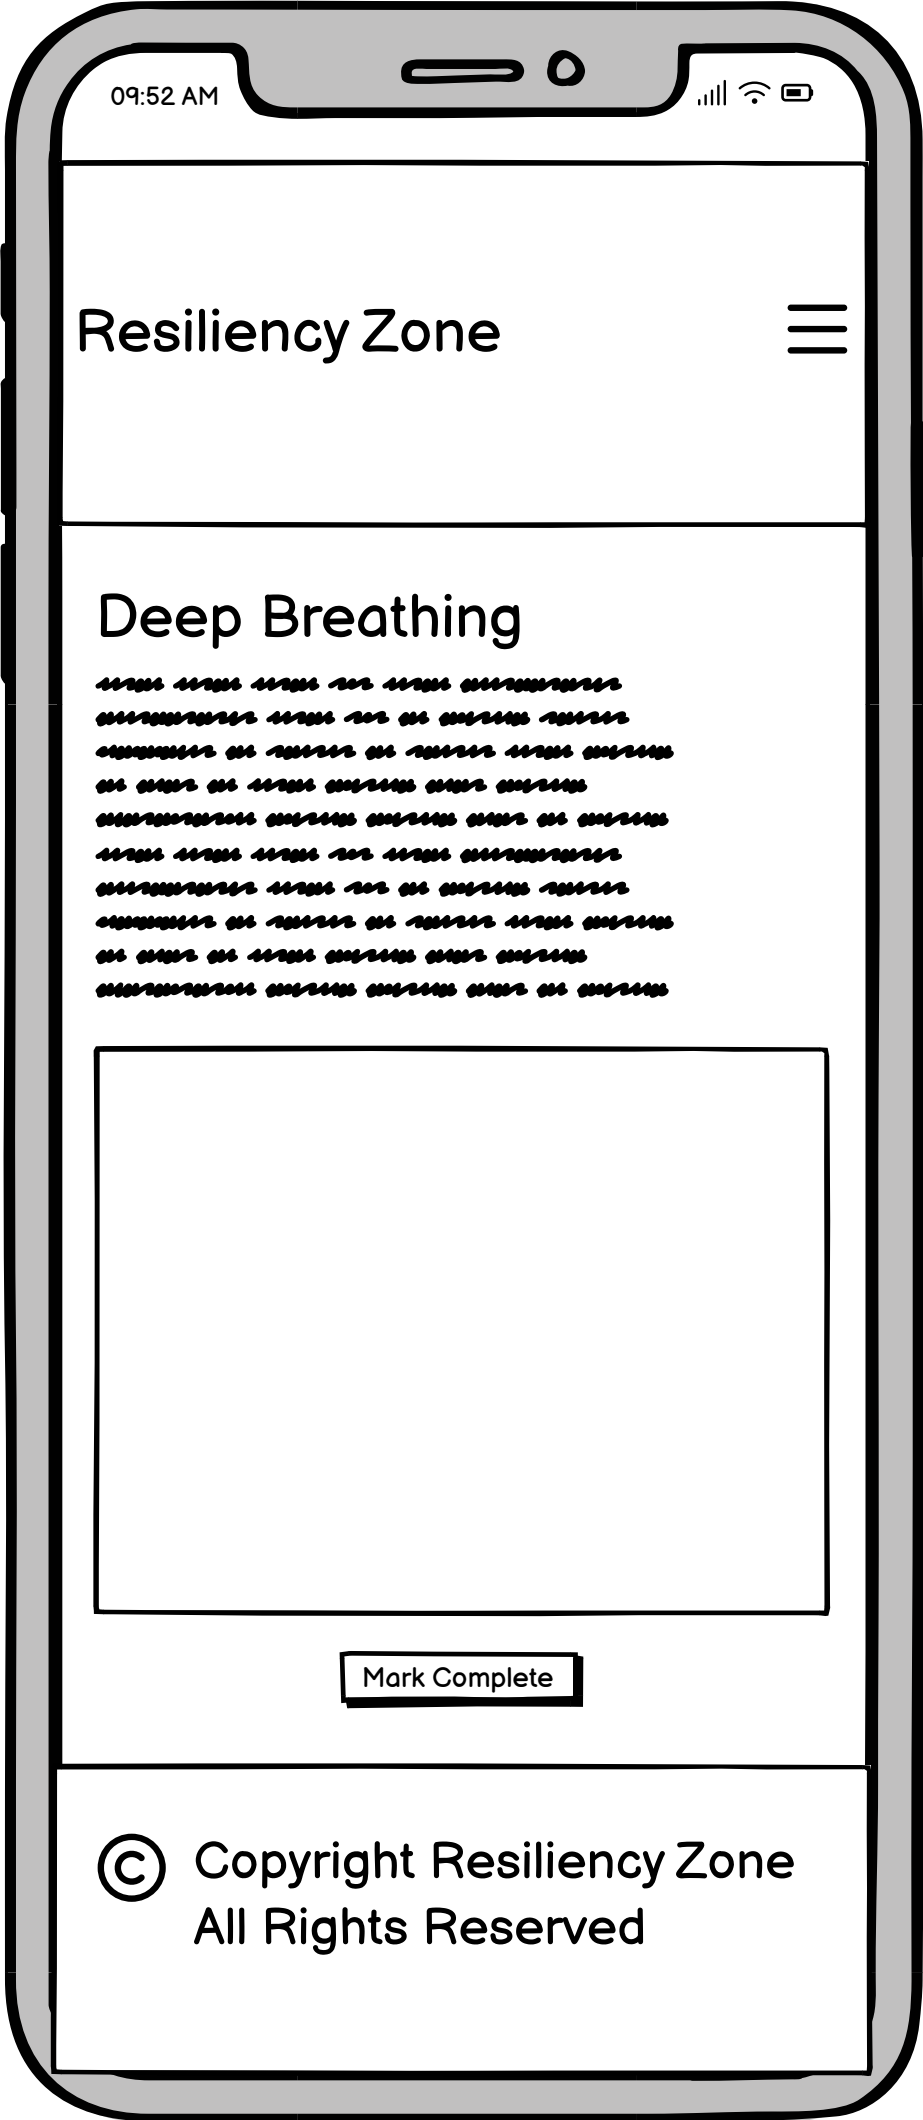 09:52 AM
Resiliency Zone
Deep Breathing
Mark Complete
© Copyright Resiliency Zone
All Rights Reserved